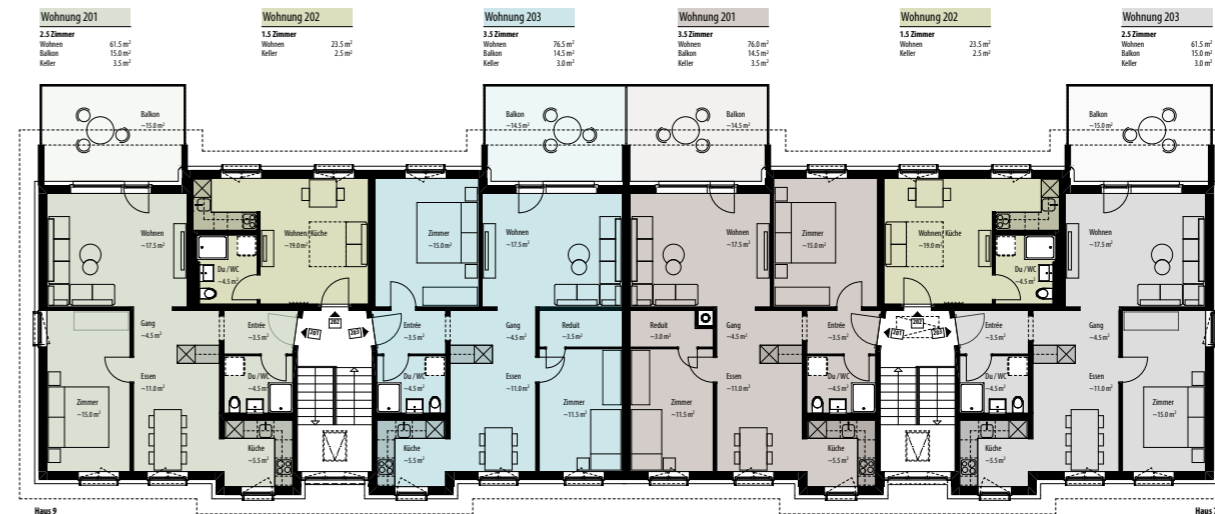 Wohnung 201
2.5 Zimmer
Wohnen 61.5 m²
Balkon 15.0 m²
Keller 3.5 m²
Wohnung 202
1.5 Zimmer
Wohnen 23.5 m²
Keller 2.5 m²
Wohnung 203
3.5 Zimmer
Wohnen 76.5 m²
Balkon 14.5 m²
Keller 3.0 m²
Wohnung 201
3.5 Zimmer
Wohnen 76.0 m²
Balkon 14.5 m²
Keller 3.5 m²
Wohnung 202
1.5 Zimmer
Wohnen 23.5 m²
Keller 2.5 m²
Wohnung 203
2.5 Zimmer
Wohnen 61.5 m²
Balkon 15.0 m²
Keller 3.0 m²
Balkon
~15.0 m²
Balkon
~14.5 m²
Balkon
~14.5 m²
Balkon
~15.0 m²
Wohnen
~17.5 m²
Wohnen/Küche
~19.0 m²
Du/WC
~4.5 m²
Zimmer
~15.0 m²
Wohnen
~17.5 m²
Wohnen
~17.5 m²
Zimmer
~15.0 m²
Wohnen/Küche
~19.0 m²
Du/WC
~4.5 m²
Wohnen
~17.5 m²
Gang
~4.5 m²
Entrée
~3.5 m²
201
202
203
Entrée
~3.5 m²
Gang
~4.5 m²
Reduit
~3.5 m²
Reduit
~3.0 m²
Gang
~4.5 m²
Entrée
~3.5 m²
201
202
203
Entrée
~3.5 m²
Gang
~4.5 m²
Essen
~11.0 m²
Du/WC
~4.5 m²
Du/WC
~4.5 m²
Essen
~11.0 m²
Essen
~11.0 m²
Du/WC
~4.5 m²
Du/WC
~4.5 m²
Essen
~11.0 m²
Zimmer
~15.0 m²
Zimmer
~11.5 m²
Zimmer
~11.5 m²
Zimmer
~15.0 m²
Küche
~5.5 m²
Küche
~5.5 m²
Küche
~5.5 m²
Küche
~5.5 m²
Haus 9
Haus